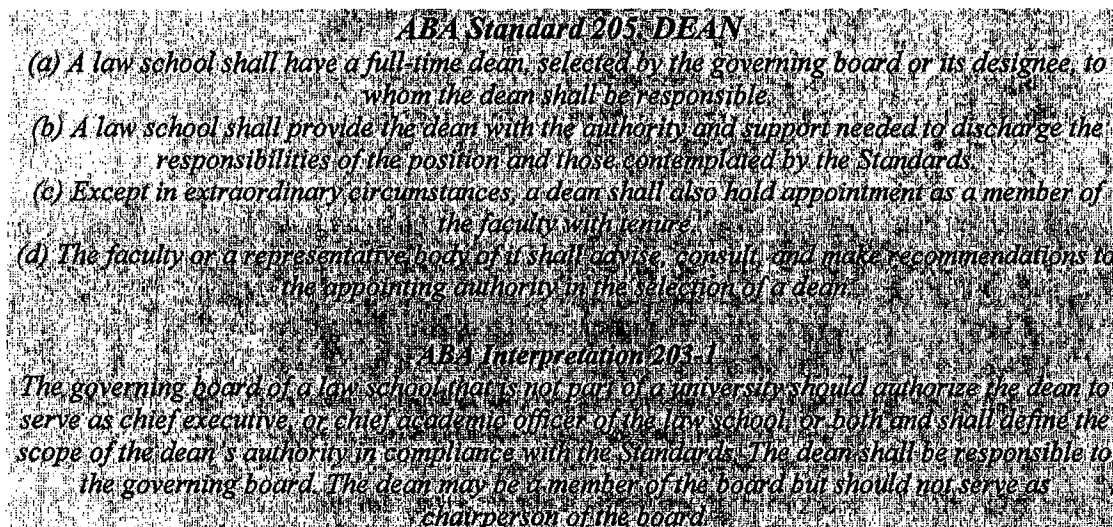 ABA Standard 205: DEAN
(a) A law school shall have a full-time dean, selected by the governing board or its designee, to
whom the dean shall be responsible.
(b) A law school shall provide the dean with the authority and support needed to discharge the
responsibilities of the position and those contemplated by the Standards.
(c) Except in extraordinary circumstances, a dean shall also hold appointment as a member of
the faculty with tenure.
(d) The faculty or a representative body of it shall advise, consult, and make recommendations to
the appointing authority in the selection of a dean.
ABA Interpretation 203-1
The governing board of a law school that is not part of a university should authorize the dean to
serve as chief executive, or chief academic officer of the law school, or both and shall define the
scope of the dean s authority in compliance with the Standards. The dean shall be responsible to
the governing board. The dean may be a member of the board but should not serve as
chairperson of the board.